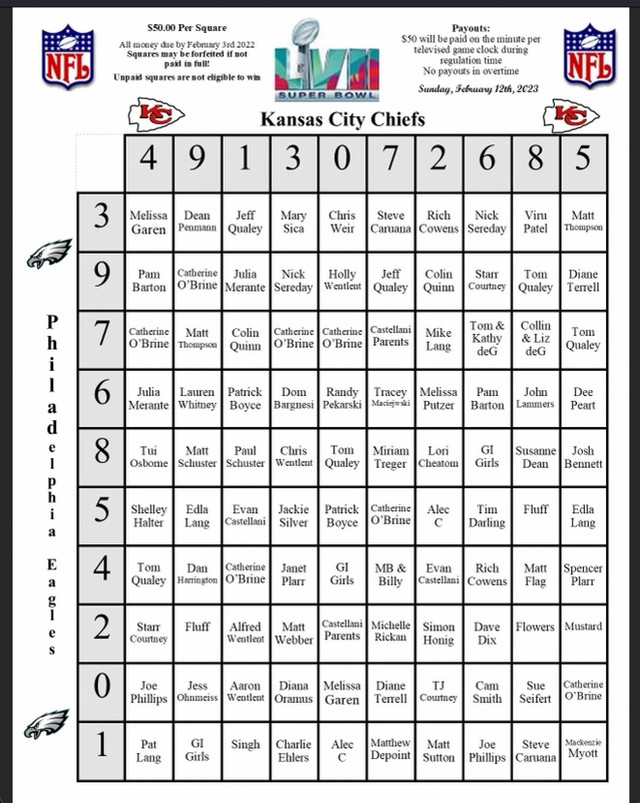 $50.00 Per Square
All money due by February 3rd 2022
Squares may be forfeited if not
paid in full!
Unpaid squares are not eligible to win
NFL
LVII
SUPER BOWL
Payouts:
$50 will be paid on the minute per
televised game clock during
regulation time
No payouts in overtime
Sunday, February 12th, 2023
NFL
KC
Kansas City Chiefs
KC
4 9 1 3 0 7 2 6 8 5
Philadelphia Eagles
3 Melissa Garen Dean Penmann Jeff Qualey Mary Sica Chris Weir Steve Caruana Rich Cowens Nick Sereday Viru Patel Matt Thompson
9 Pam Barton Catherine O'Brine Julia Merante Nick Sereday Holly Wentlent Jeff Qualey Colin Quinn Starr Courtney Tom Qualey Diane Terrell
7 Catherine O'Brine Matt Thompson Colin Quinn Catherine O'Brine Catherine O'Brine Castellani Parents Mike Lang Tom & Kathy deG Collin & Liz deG Tom Qualey
6 Julia Merante Lauren Whitney Patrick Boyce Dom Bargnesi Randy Pekarski Tracey Maciejwski Melissa Putzer Pam Barton John Lammers Dee Peart
8 Tui Osborne Matt Schuster Paul Schuster Chris Wentlent Tom Qualey Miriam Treger Lori Cheatom GI Girls Susanne Dean Josh Bennett
5 Shelley Halter Edla Lang Evan Castellani Jackie Silver Patrick Boyce Catherine O'Brine Alec C Tim Darling Fluff Edla Lang
4 Tom Qualey Dan Harrington Catherine O'Brine Janet Plarr GI Girls MB & Billy Evan Castellani Rich Cowens Matt Flag Spencer Plarr
2 Starr Courtney Fluff Alfred Wentlent Matt Webber Castellani Parents Michelle Rickan Simon Honig Dave Dix Flowers Mustard
0 Joe Phillips Jess Ohnmeiss Aaron Wentlent Diana Oramus Melissa Garen Diane Terrell TJ Courtney Cam Smith Sue Seifert Catherine O'Brine
1 Pat Lang GI Girls Singh Charlie Ehlers Alec C Matthew Depoint Matt Sutton Joe Phillips Steve Caruana Mackenzie Myott